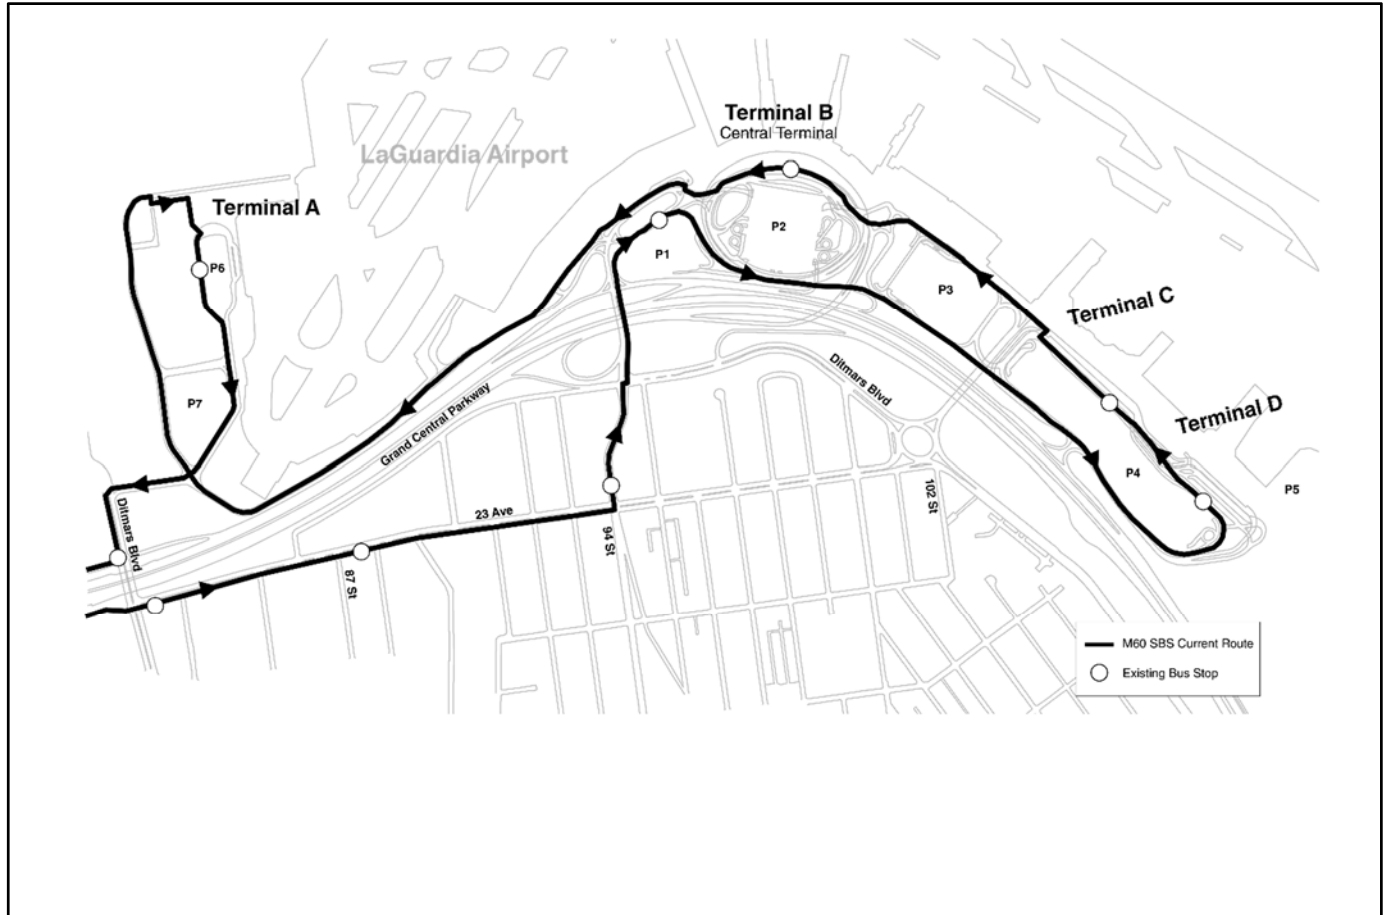 Terminal B
Central Terminal
LaGuardia Airport
Terminal A
P2
P1
P6
P3
Terminal C
Ditmars Blvd
P7
Grand Central Parkway
Terminal D
P4
P5
102 St
23 Ave
94 St
Ditmars Blvd
87 St
M60 SBS Current Route
Existing Bus Stop